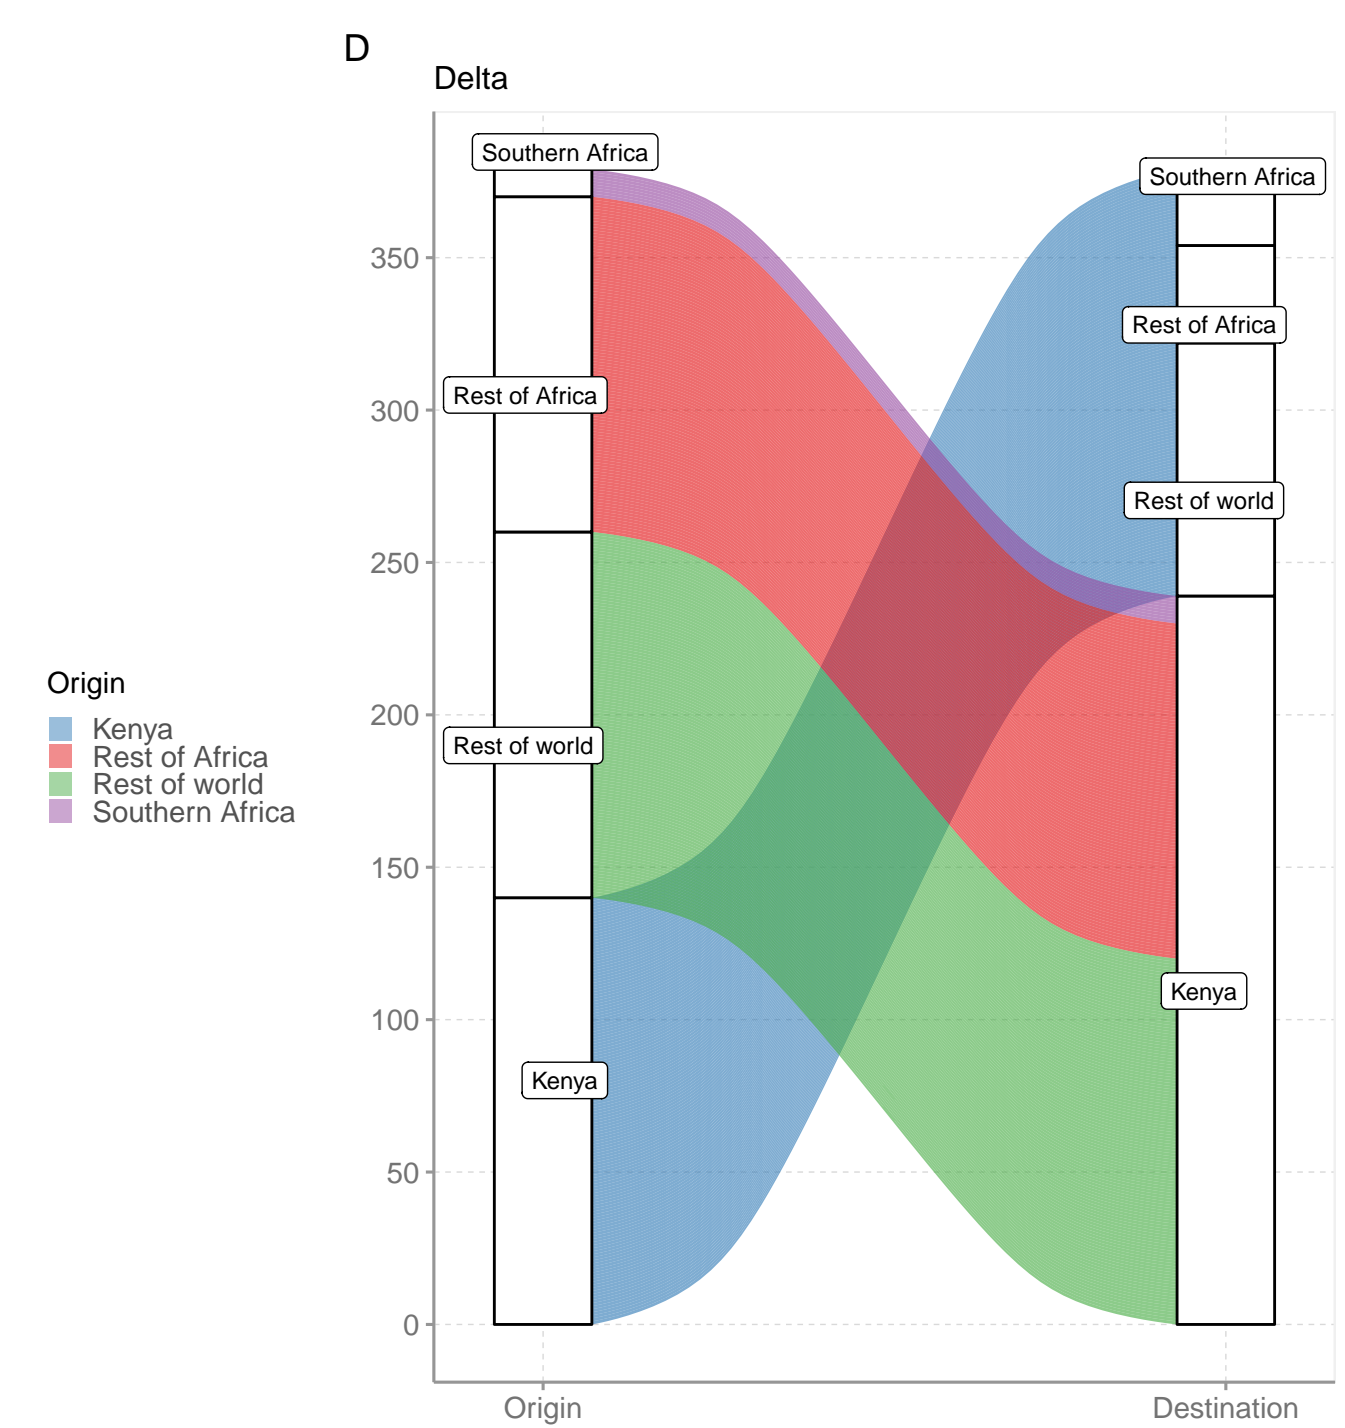 D
Delta
Southern Africa
Southern Africa
350
Rest of Africa
Rest of Africa
300
Rest of world
250
Origin
Kenya
Rest of Africa
Rest of world
Southern Africa
200
Rest of world
150
Kenya
100
Kenya
50
0
Origin
Destination